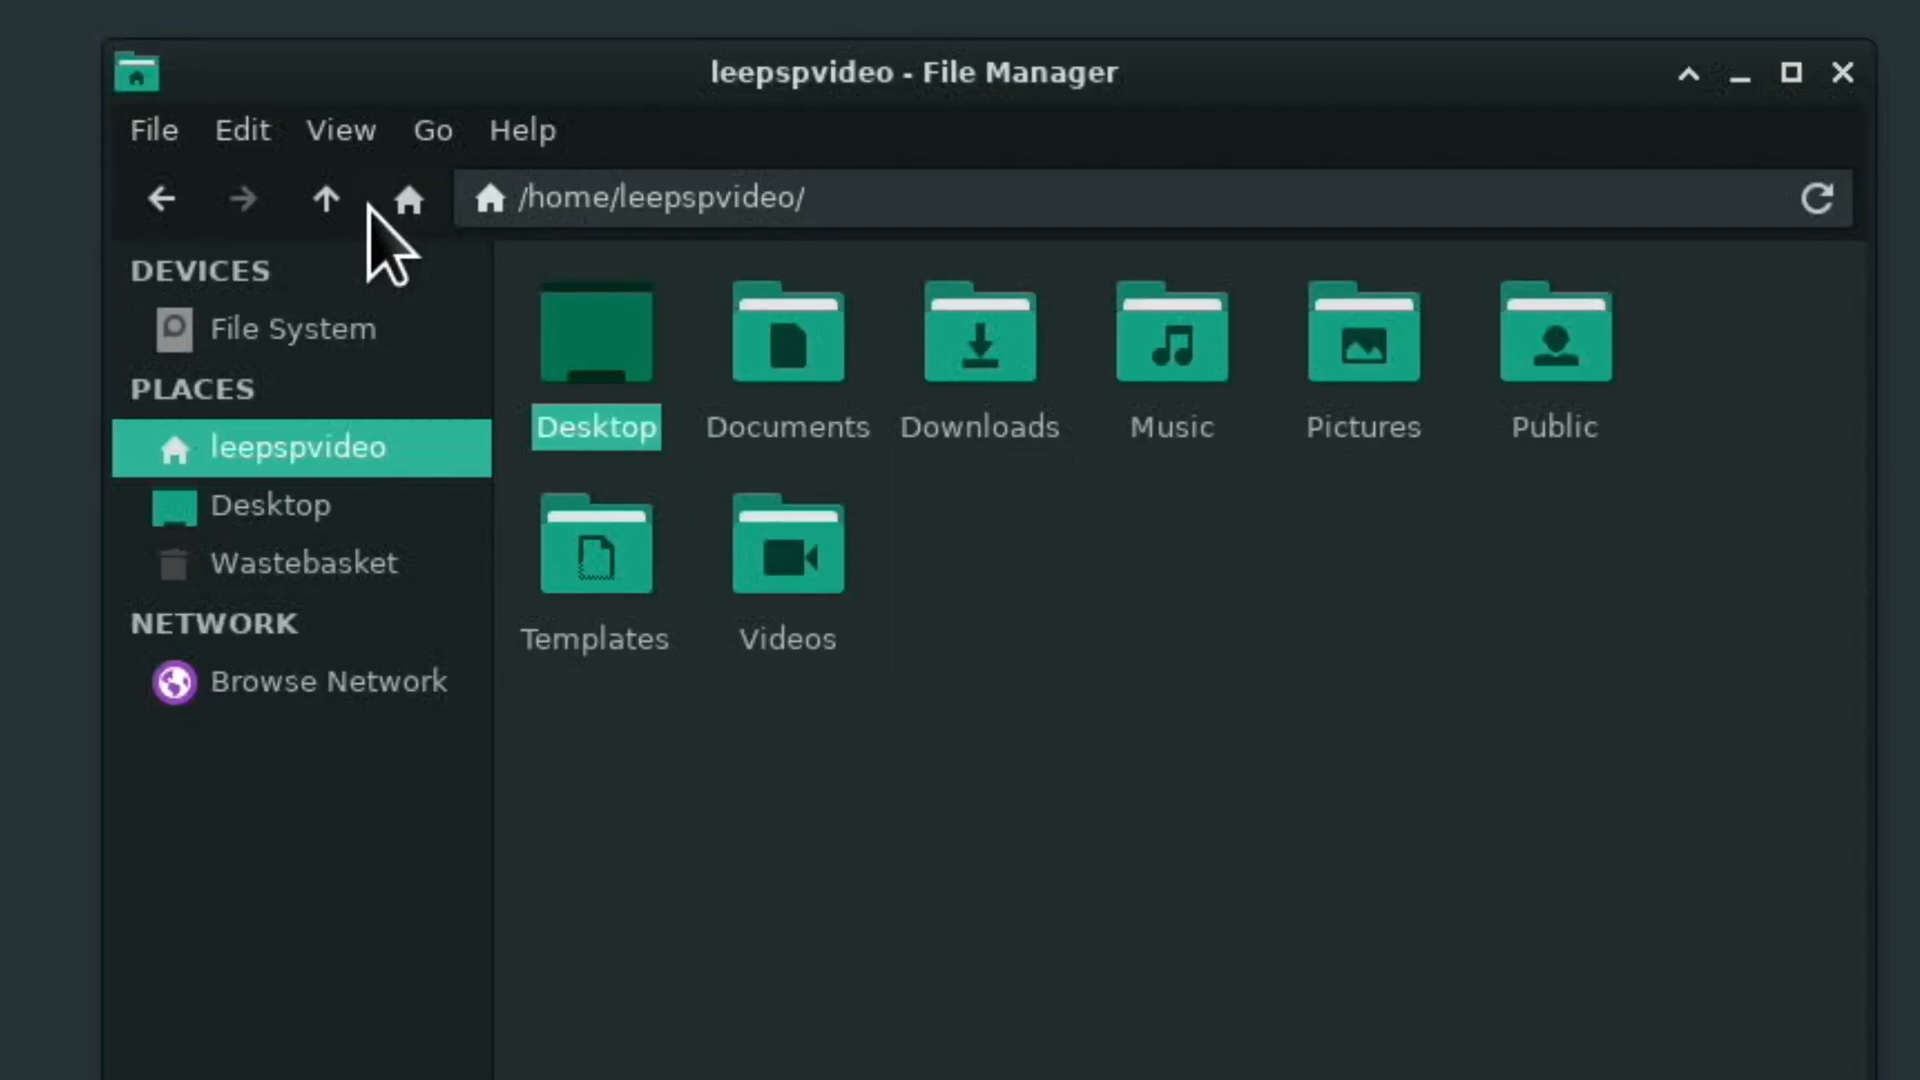 leepspvideo - File Manager
File Edit View Go Help
/home/leepspvideo/
DEVICES
File System
PLACES
leepspvideo
Desktop
Wastebasket
NETWORK
Browse Network
Desktop Documents Downloads Music Pictures Public
Templates Videos